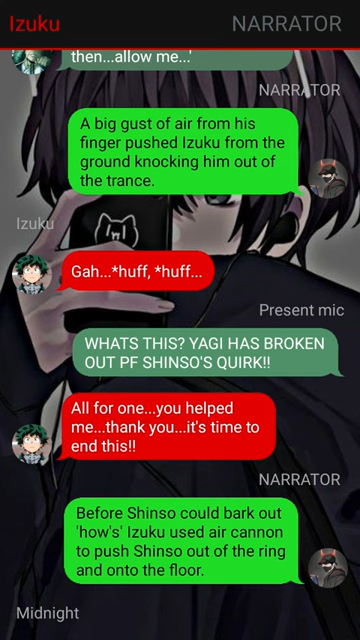 Izuku
NARRATOR
then...allow me...'
NARRATOR
A big gust of air from his
finger pushed Izuku from the
ground knocking him out of
the trance.
Izuku
Gah...*huff, *huff...
Present mic
WHATS THIS? YAGI HAS BROKEN
OUT PF SHINSO'S QUIRK!!
All for one...you helped
me...thank you...it's time to
end this!!
NARRATOR
Before Shinso could bark out
'how's' Izuku used air cannon
to push Shinso out of the ring
and onto the floor.
Midnight